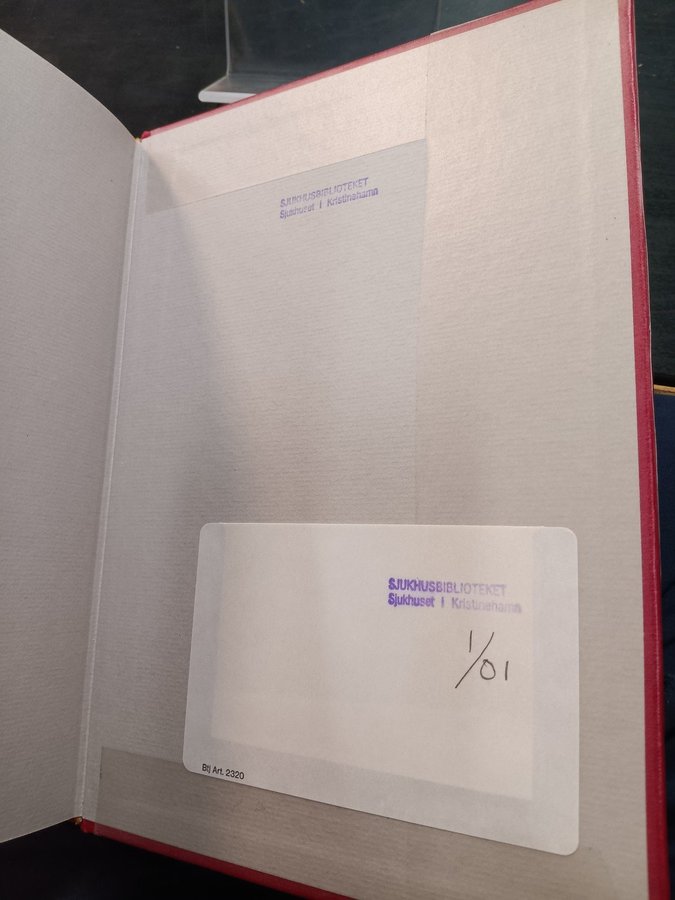 SJUKHUSBIBLIOTEKET
Sjukhuset i Kristinehamn
SJUKHUSBIBLIOTEKET
Sjukhuset i Kristinehamn
1/01
Btj Art. 2320